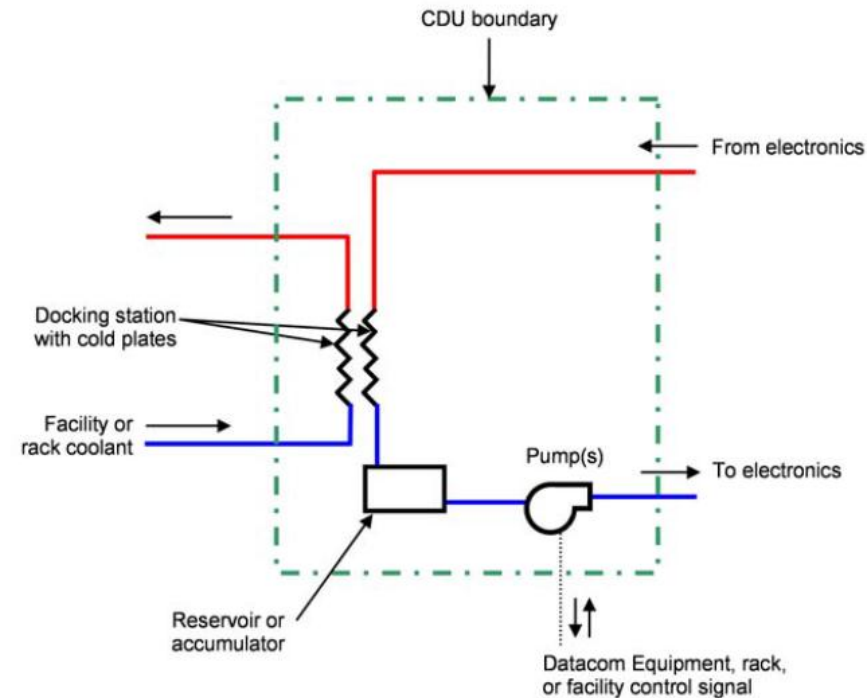 CDU boundary
From electronics
Docking station
with cold plates
Facility or
rack coolant
Pump(s)
To electronics
Reservoir or
accumulator
Datacom Equipment, rack,
or facility control signal